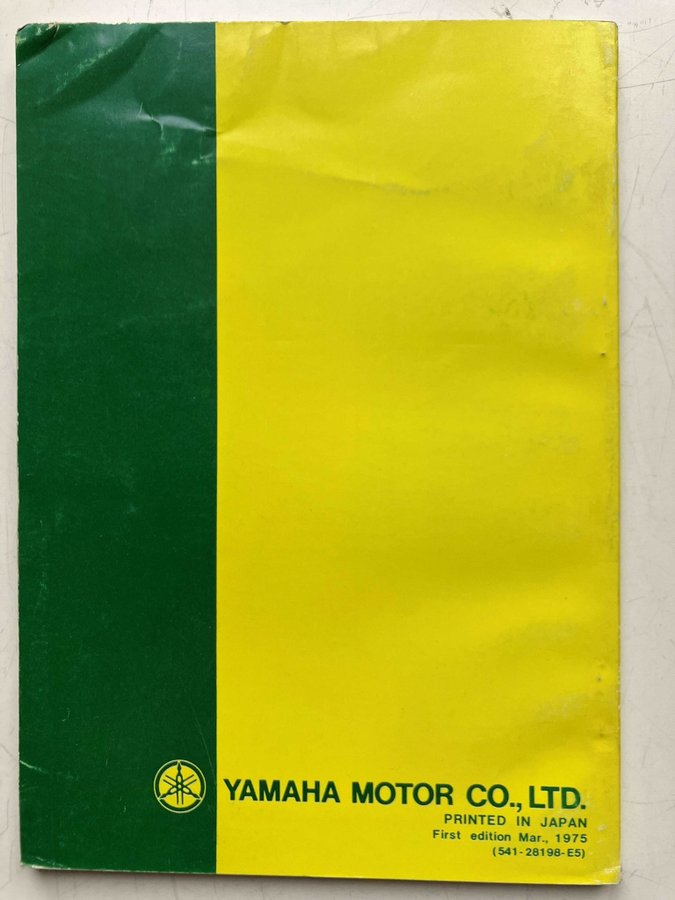 YAMAHA MOTOR CO., LTD.
PRINTED IN JAPAN
First edition Mar., 1975
(541-28198-E5)